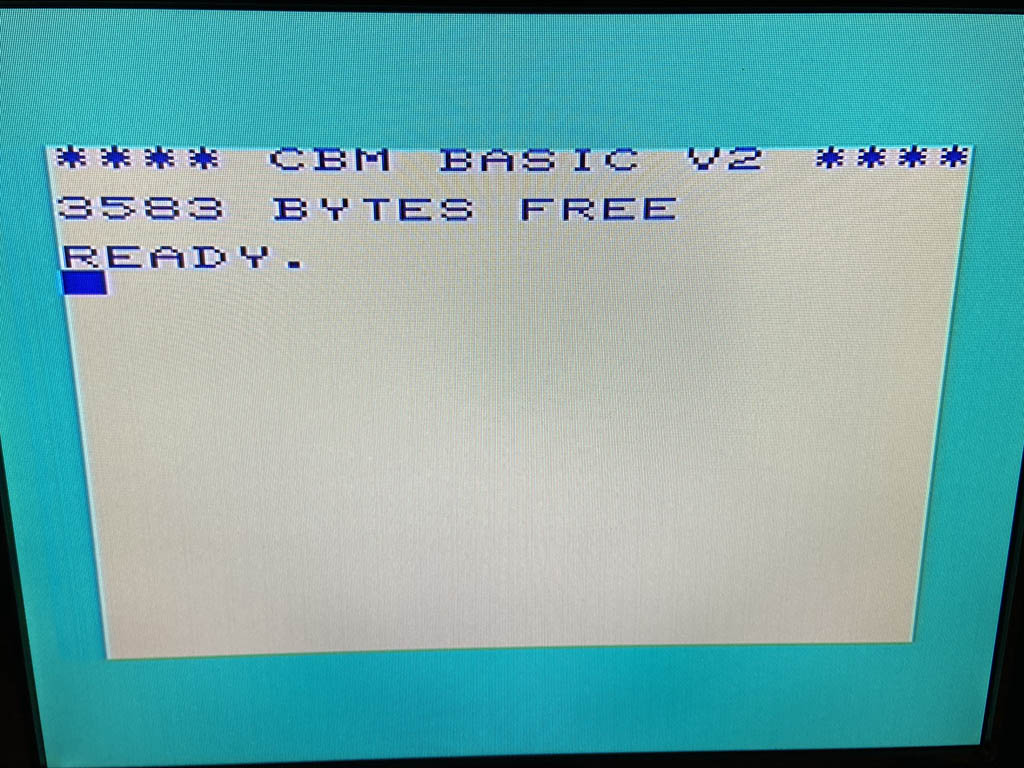 **** CBM BASIC V2 ****
3583 BYTES FREE
READY.